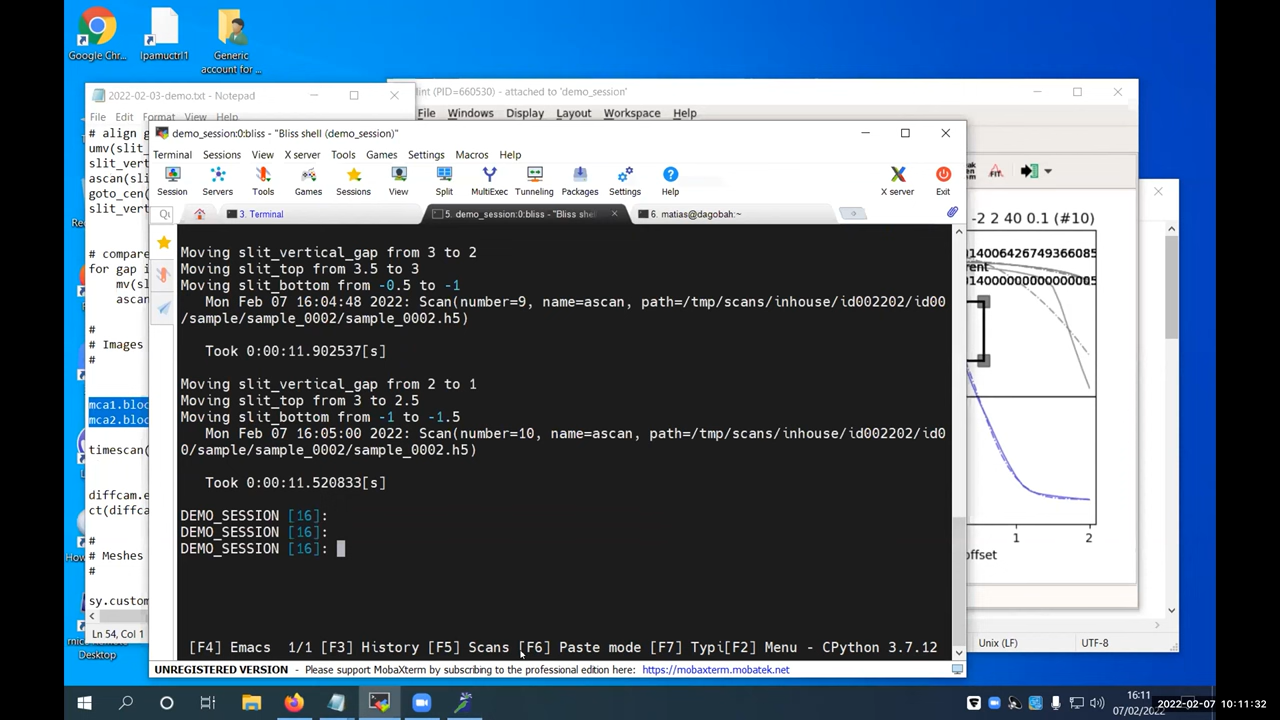 Google Chr...
lpamuctrl1
Generic
account for ...
2022-02-03-demo.txt - Notepad
File Edit Format View Help
# align g
umv(slit_
slit_vert
ascan(sli
goto_cen(
slit_vert
# compare
for gap i
mv(sl
ascan
#
# Images
#
mca1.bloc
mca2.bloc
timescan(
diffcam.e
ct(diffca
#
# Meshes
#
sy.custom
Ln 54, Col 1
Desktop
lint (PID=660530) - attached to 'demo_session'
File Windows Display Layout Workspace Help
demo_session:0:bliss - "Bliss shell (demo_session)"
Terminal Sessions View X server Tools Games Settings Macros Help
Session Servers Tools Games Sessions View Split MultiExec Tunneling Packages Settings Help X server Exit
Qu
3. Terminal
5. demo_session:0:bliss - "Bliss shel
6. matias@dagobah:~
Moving slit_vertical_gap from 3 to 2
Moving slit_top from 3.5 to 3
Moving slit_bottom from -0.5 to -1
Mon Feb 07 16:04:48 2022: Scan(number=9, name=ascan, path=/tmp/scans/inhouse/id002202/id00
/sample/sample_0002/sample_0002.h5)
Took 0:00:11.902537[s]
Moving slit_vertical_gap from 2 to 1
Moving slit_top from 3 to 2.5
Moving slit_bottom from -1 to -1.5
Mon Feb 07 16:05:00 2022: Scan(number=10, name=ascan, path=/tmp/scans/inhouse/id002202/id0
0/sample/sample_0002/sample_0002.h5)
Took 0:00:11.520833[s]
DEMO_SESSION [16]:
DEMO_SESSION [16]:
DEMO_SESSION [16]:
[F4] Emacs 1/1 [F3] History [F5] Scans [F6] Paste mode [F7] Typi[F2] Menu - CPython 3.7.12
UNREGISTERED VERSION - Please support MobaXterm by subscribing to the professional edition here: https://mobaxterm.mobatek.net
FIT
-2 2 40 0.1 (#10)
1
2
offset
Unix (LF)
UTF-8
16:11
07/02/2022
2022-02-07 10:11:32